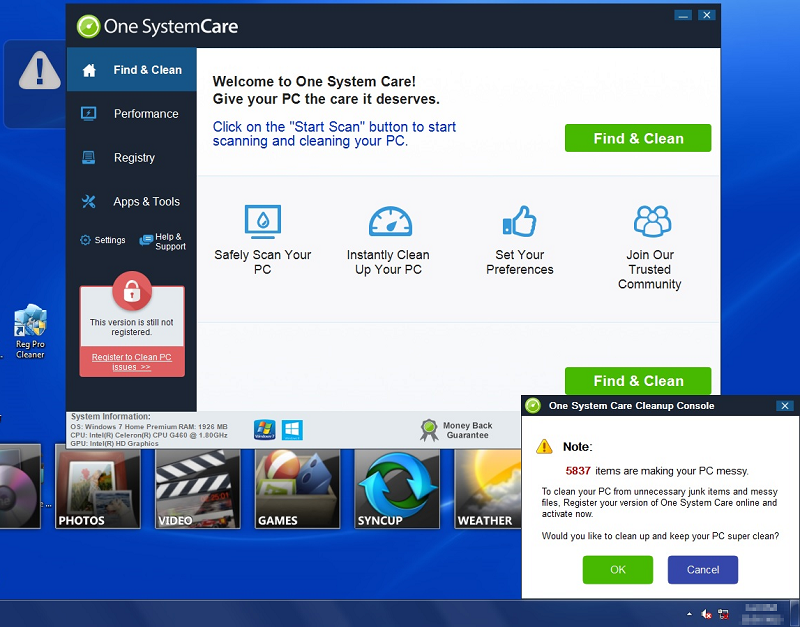 One SystemCare
Find & Clean
Performance
Registry
Apps & Tools
Settings
Help &
Support
This version is still not
registered.
Register to Clean PC
issues >>
Welcome to One System Care!
Give your PC the care it deserves.
Click on the "Start Scan" button to start
scanning and cleaning your PC.
Find & Clean
Safely Scan Your
PC
Instantly Clean
Up Your PC
Set Your
Preferences
Join Our
Trusted
Community
Find & Clean
System Information:
OS: Windows 7 Home Premium RAM: 1926 MB
CPU: Intel(R) Celeron(R) CPU G460 @ 1.80GHz
GPU: Intel(R) HD Graphics
Windows 7
Money Back
Guarantee
One System Care Cleanup Console
Note:
5837 items are making your PC messy.
To clean your PC from unnecessary junk items and messy
files, Register your version of One System Care online and
activate now.
Would you like to clean up and keep your PC super clean?
OK
Cancel
Reg Pro
Cleaner
PHOTOS
VIDEO
GAMES
SYNCUP
WEATHER